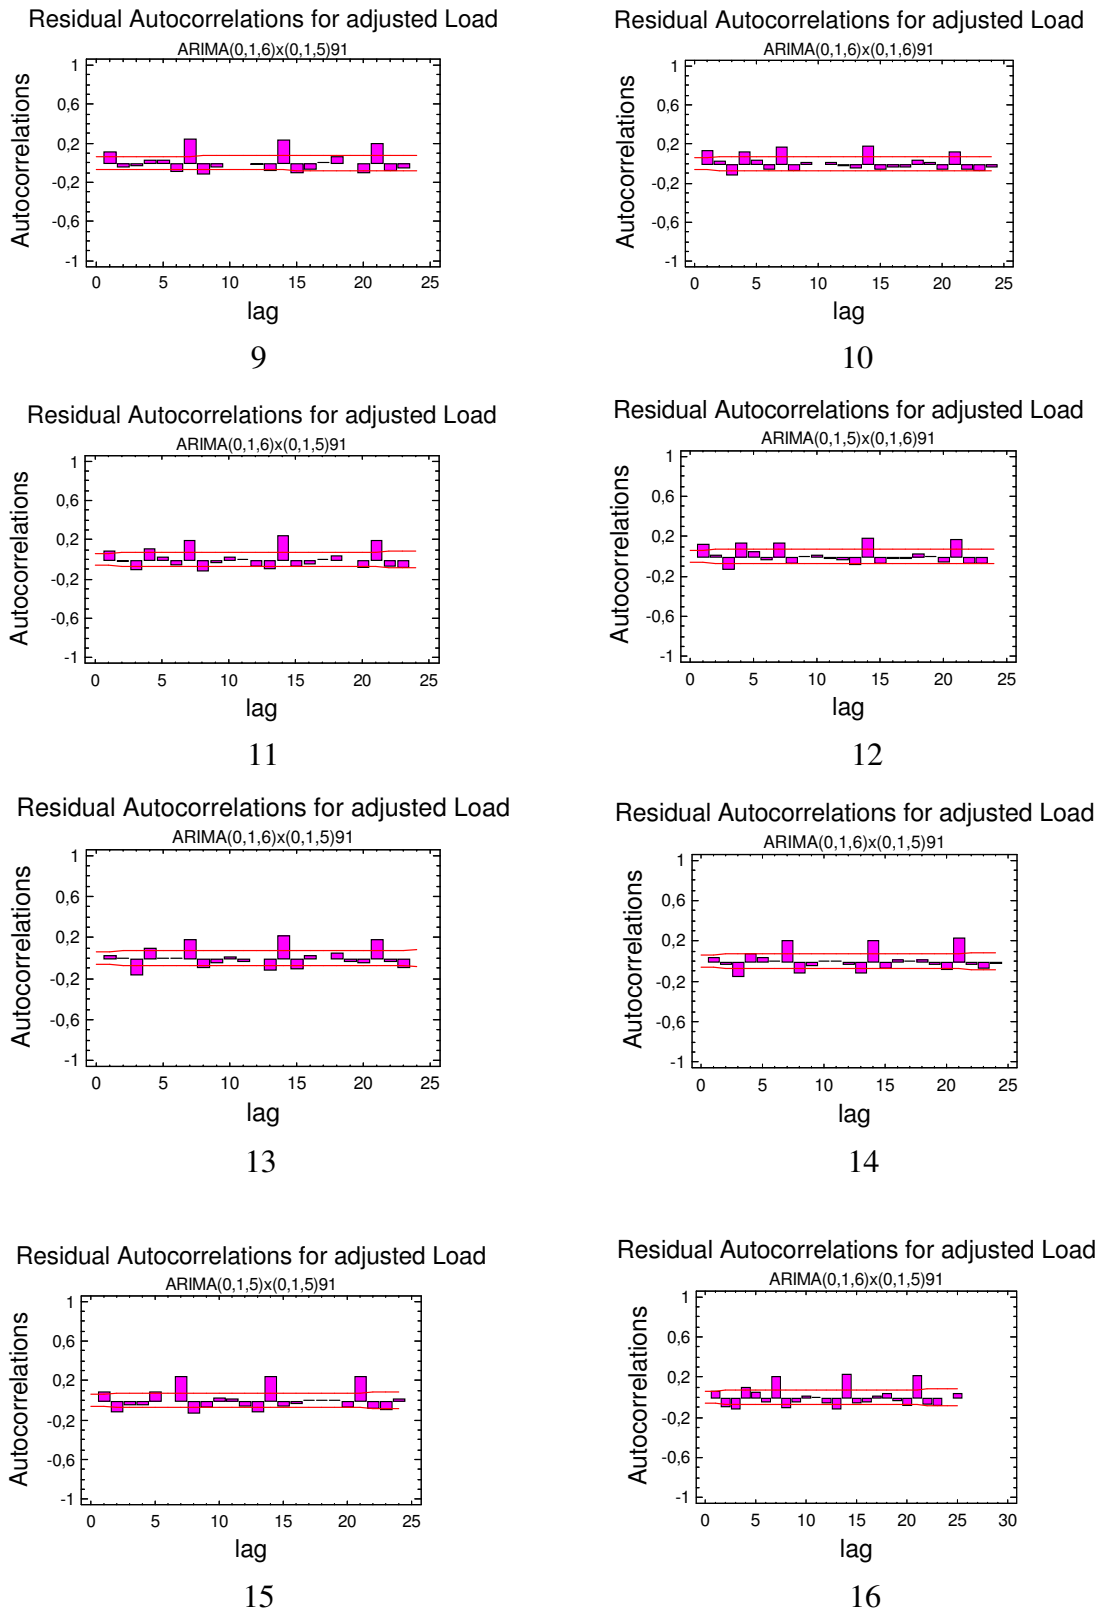 Residual Autocorrelations for adjusted Load
ARIMA(0,1,6)x(0,1,5)91
Autocorrelations
1
0,6
0,2
-0,2
-0,6
-1
0 5 10 15 20 25
lag
9
Residual Autocorrelations for adjusted Load
ARIMA(0,1,6)x(0,1,6)91
Autocorrelations
1
0,6
0,2
-0,2
-0,6
-1
0 5 10 15 20 25
lag
10
Residual Autocorrelations for adjusted Load
ARIMA(0,1,6)x(0,1,5)91
Autocorrelations
1
0,6
0,2
-0,2
-0,6
-1
0 5 10 15 20 25
lag
11
Residual Autocorrelations for adjusted Load
ARIMA(0,1,5)x(0,1,6)91
Autocorrelations
1
0,6
0,2
-0,2
-0,6
-1
0 5 10 15 20 25
lag
12
Residual Autocorrelations for adjusted Load
ARIMA(0,1,6)x(0,1,5)91
Autocorrelations
1
0,6
0,2
-0,2
-0,6
-1
0 5 10 15 20 25
lag
13
Residual Autocorrelations for adjusted Load
ARIMA(0,1,6)x(0,1,5)91
Autocorrelations
1
0,6
0,2
-0,2
-0,6
-1
0 5 10 15 20 25
lag
14
Residual Autocorrelations for adjusted Load
ARIMA(0,1,5)x(0,1,5)91
Autocorrelations
1
0,6
0,2
-0,2
-0,6
-1
0 5 10 15 20 25
lag
15
Residual Autocorrelations for adjusted Load
ARIMA(0,1,6)x(0,1,5)91
Autocorrelations
1
0,6
0,2
-0,2
-0,6
-1
0 5 10 15 20 25 30
lag
16